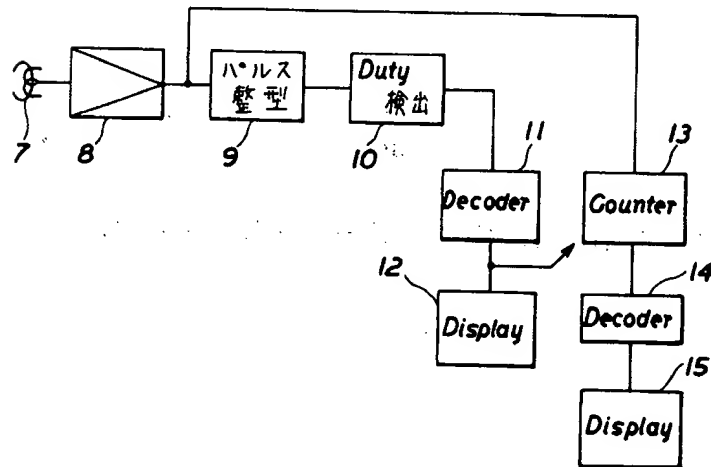 パルス
整型
Duty
検出
7
8
9
10
11
13
Decoder
Counter
12
14
Display
Decoder
15
Display